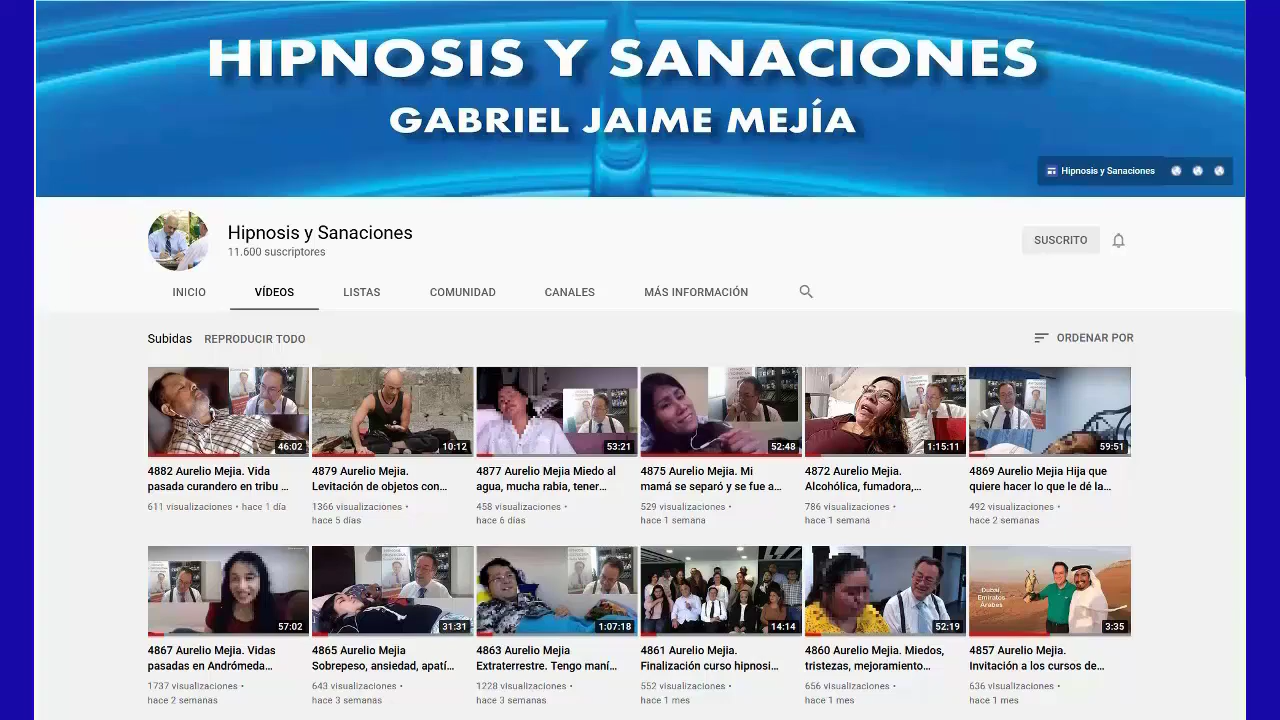 HIPNOSIS Y SANACIONES
GABRIEL JAIME MEJÍA
Hipnosis y Sanaciones
Hipnosis y Sanaciones
11.600 suscriptores
SUSCRITO
INICIO
VÍDEOS
LISTAS
COMUNIDAD
CANALES
MÁS INFORMACIÓN
Subidas
REPRODUCIR TODO
ORDENAR POR
46:02
4882 Aurelio Mejia. Vida
pasada curandero en tribu ...
611 visualizaciones • hace 1 día
10:12
4879 Aurelio Mejia.
Levitación de objetos con...
1366 visualizaciones •
hace 5 días
53:21
4877 Aurelio Mejia Miedo al
agua, mucha rabia, tener...
458 visualizaciones •
hace 6 días
52:48
4875 Aurelio Mejia. Mi
mamá se separó y se fue a...
529 visualizaciones •
hace 1 semana
1:15:11
4872 Aurelio Mejia.
Alcohólica, fumadora,...
786 visualizaciones •
hace 1 semana
59:51
4869 Aurelio Mejia Hija que
quiere hacer lo que le dé la...
492 visualizaciones •
hace 2 semanas
57:02
4867 Aurelio Mejia. Vidas
pasadas en Andrómeda...
1737 visualizaciones •
hace 2 semanas
31:31
4865 Aurelio Mejia
Sobrepeso, ansiedad, apatí...
643 visualizaciones •
hace 3 semanas
1:07:18
4863 Aurelio Mejia
Extraterrestre. Tengo maní...
1228 visualizaciones •
hace 3 semanas
14:14
4861 Aurelio Mejia.
Finalización curso hipnosi...
552 visualizaciones •
hace 1 mes
52:19
4860 Aurelio Mejia. Miedos,
tristezas, mejoramiento...
656 visualizaciones •
hace 1 mes
Dubai,
Emiratos
Arabes
3:35
4857 Aurelio Mejia.
Invitación a los cursos de...
636 visualizaciones •
hace 1 mes